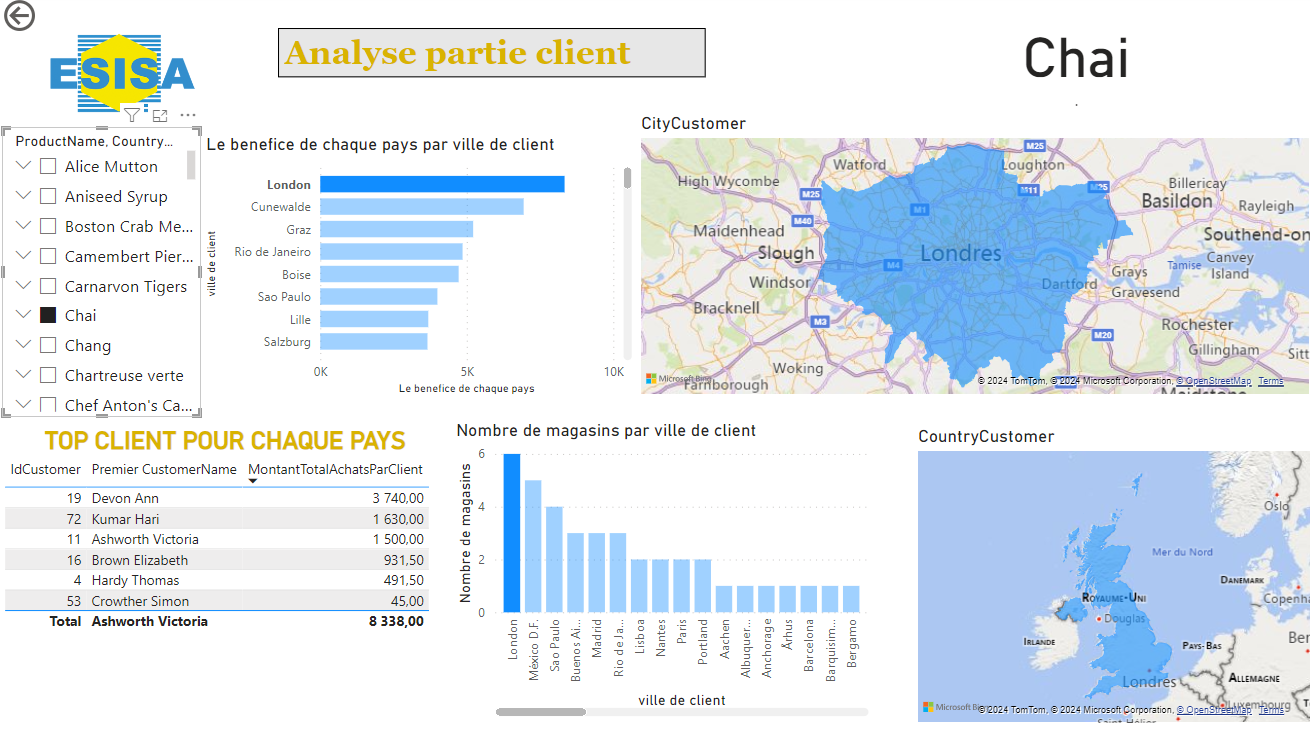 ESISA
Analyse partie client
Chai
ProductName, Country...
Alice Mutton
Aniseed Syrup
Boston Crab Me...
Camembert Pier...
Carnarvon Tigers
Chai
Chang
Chartreuse verte
Chef Anton's Ca...
Le benefice de chaque pays par ville de client
ville de client
London
Cunewalde
Graz
Rio de Janeiro
Boise
Sao Paulo
Lille
Salzburg
0K 5K 10K
Le benefice de chaque pays
CityCustomer
M25
Watford
Loughton
High Wycombe
M25
M11
M25
Billericay
Basildon
Rayleigh
M1
M40
Maidenhead
Southend-on
Slough
Londres
M4
Tamise
Canvey
Island
Grays
Windsor
Dartford
Gravesend
Bracknell
M3
Rochester
M20
Gillingham
Sitt
Woking
Microsoft Bing
Farnborough
© 2024 TomTom, © 2024 Microsoft Corporation, © OpenStreetMap Terms
Maidstone
TOP CLIENT POUR CHAQUE PAYS
IdCustomer Premier CustomerName MontantTotalAchatsParClient
19 Devon Ann 3 740,00
72 Kumar Hari 1 630,00
11 Ashworth Victoria 1 500,00
16 Brown Elizabeth 931,50
4 Hardy Thomas 491,50
53 Crowther Simon 45,00
Total Ashworth Victoria 8 338,00
Nombre de magasins par ville de client
Nombre de magasins
6
4
2
0
London
México D.F.
Sao Paulo
Buenos Ai...
Madrid
Rio de Ja...
Lisboa
Nantes
Paris
Portland
Aachen
Albuquer...
Anchorage
Århus
Barcelona
Barquisim...
Bergamo
ville de client
CountryCustomer
Oslo
Mer du Nord
DANEMARK
Copenh
ROYAUME-UNI
Douglas
IRLANDE
PAYS-BAS
Ber
Londres
ALLEMAGNE
Microsoft Bing
© 2024 TomTom, © 2024 Microsoft Corporation, © OpenStreetMap Terms
Luxembourg
Saint-Hélier